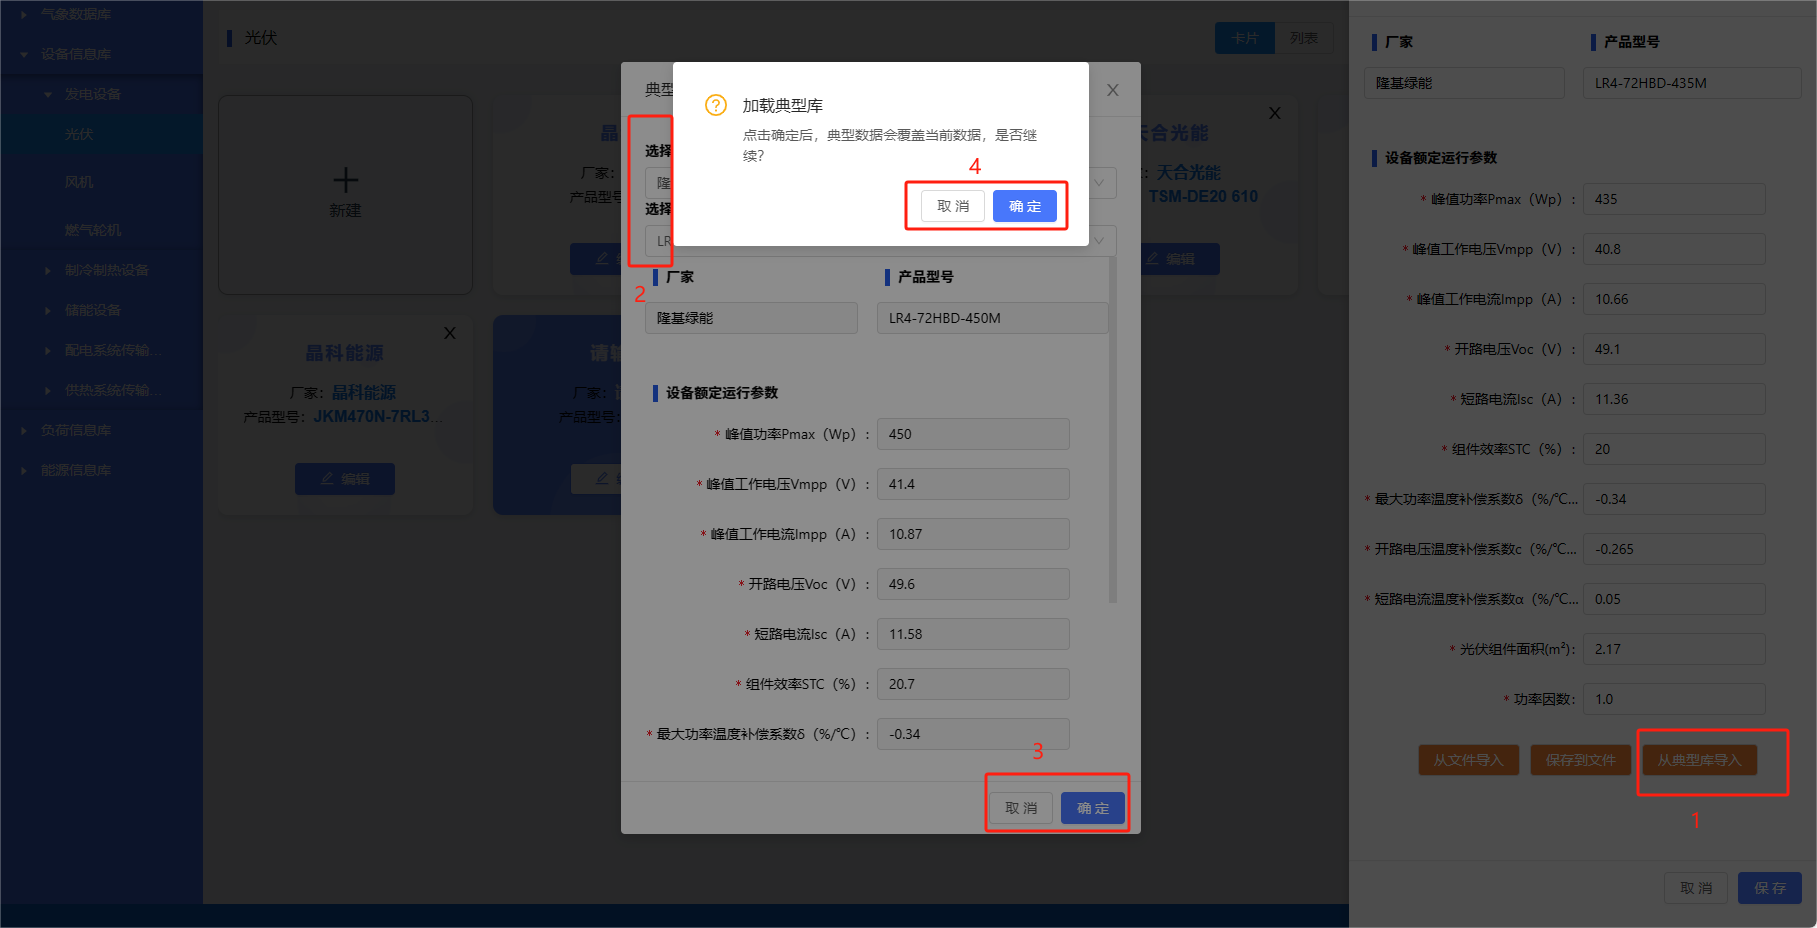 气象数据库
设备信息库
发电设备
光伏
风机
燃气轮机
制冷制热设备
储能设备
配电系统传输...
供热系统传输...
负荷信息库
能源信息库
光伏
卡片
列表
新建
晶
厂家：
产品型号
天合光能
天合光能
TSM-DE20 610
编辑
晶科能源
厂家：晶科能源
产品型号：JKM470N-7RL3...
编辑
请输
厂家：
产品型号：
典型
选择
隆
选择
LR
2
加载典型库
点击确定后，典型数据会覆盖当前数据，是否继
续？
4
取 消
确 定
厂家
产品型号
隆基绿能
LR4-72HBD-450M
设备额定运行参数
* 峰值功率Pmax（Wp）: 450
* 峰值工作电压Vmpp（V）: 41.4
* 峰值工作电流Impp（A）: 10.87
* 开路电压Voc（V）: 49.6
* 短路电流Isc（A）: 11.58
* 组件效率STC（%）: 20.7
* 最大功率温度补偿系数δ（%/℃）: -0.34
3
取 消
确 定
厂家
产品型号
隆基绿能
LR4-72HBD-435M
设备额定运行参数
* 峰值功率Pmax（Wp）: 435
* 峰值工作电压Vmpp（V）: 40.8
* 峰值工作电流Impp（A）: 10.66
* 开路电压Voc（V）: 49.1
* 短路电流Isc（A）: 11.36
* 组件效率STC（%）: 20
* 最大功率温度补偿系数δ（%/℃... -0.34
* 开路电压温度补偿系数c（%/℃... -0.265
* 短路电流温度补偿系数α（%/℃... 0.05
* 光伏组件面积(m²): 2.17
* 功率因数: 1.0
从文件导入
保存到文件
从典型库导入
1
取 消
保 存